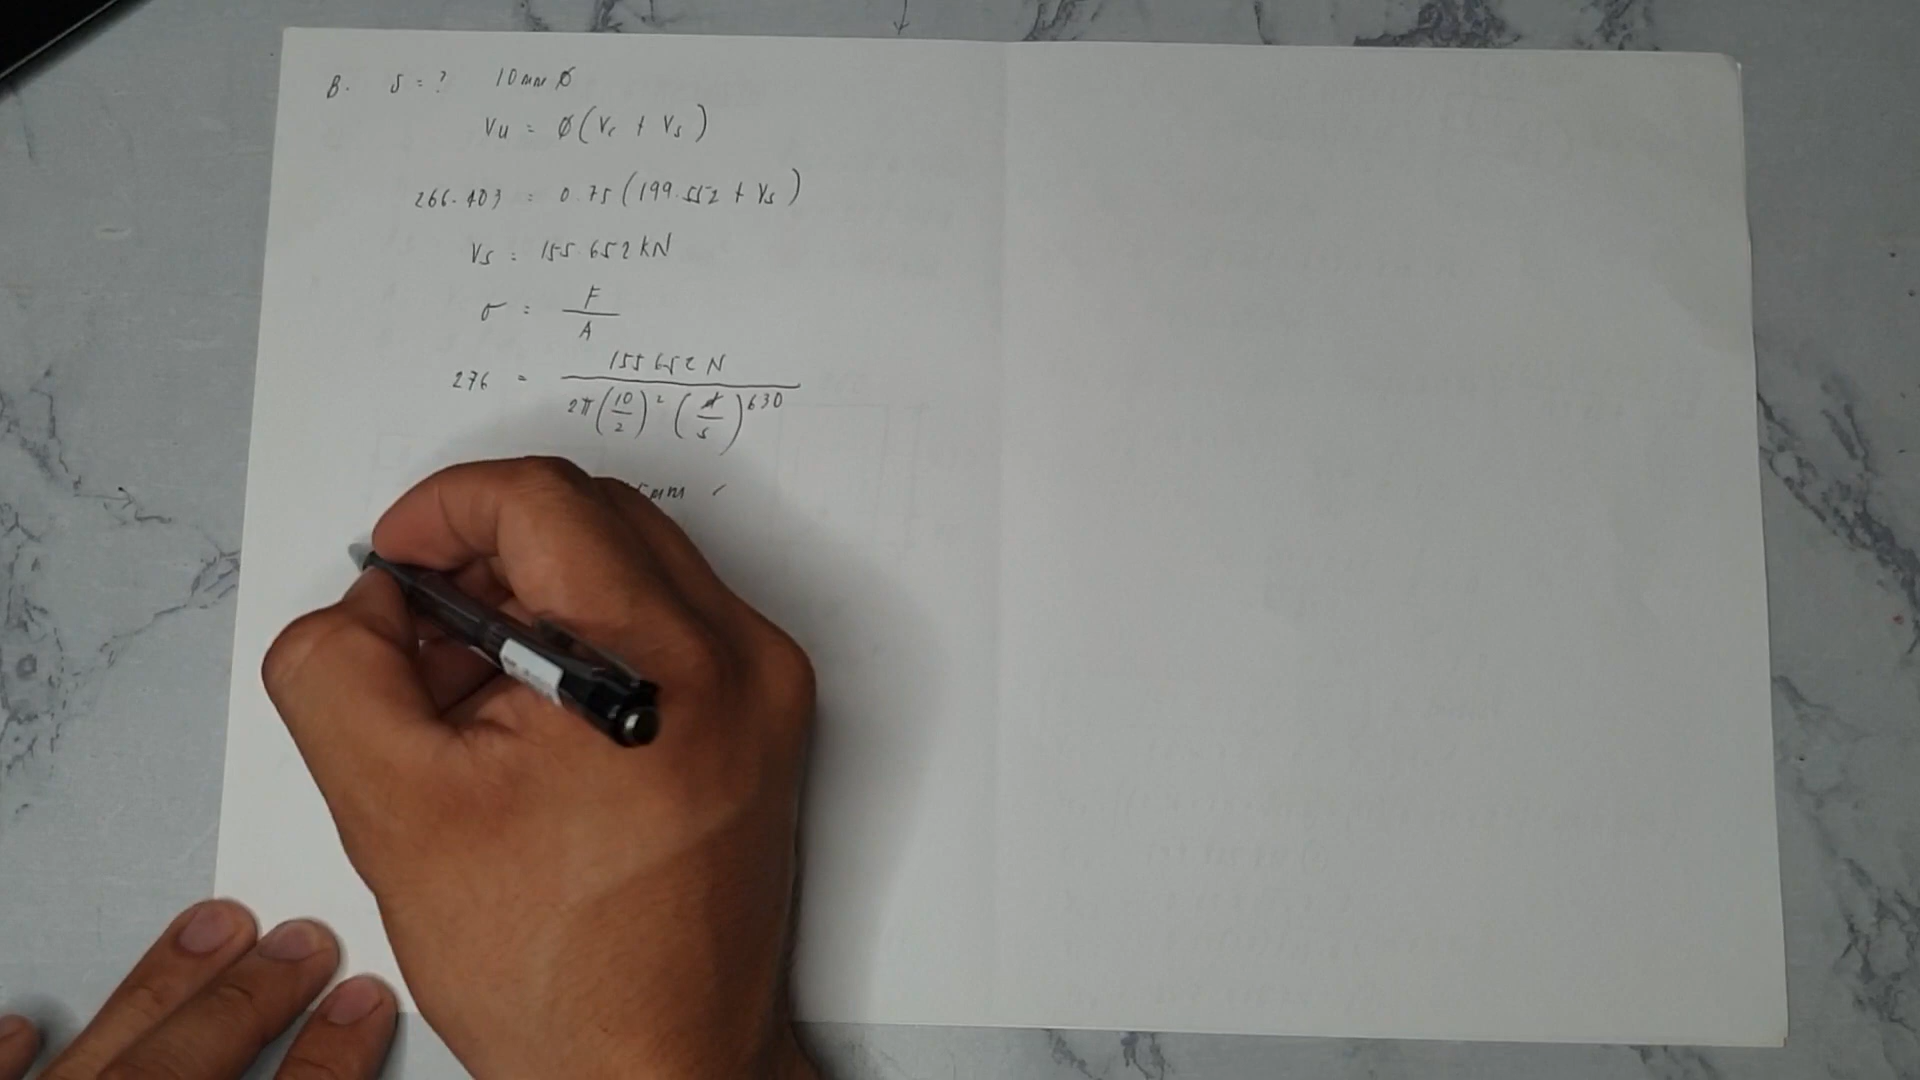 B. S = ? 10mm Ø
Vu = Ø(Vc + Vs)
266.403 = 0.75(199.552 + Vs)
Vs = 155.652 kN
σ = F/A
276 = 155652 N / 2π(10/2)² (d/s) 630
5mm ✓